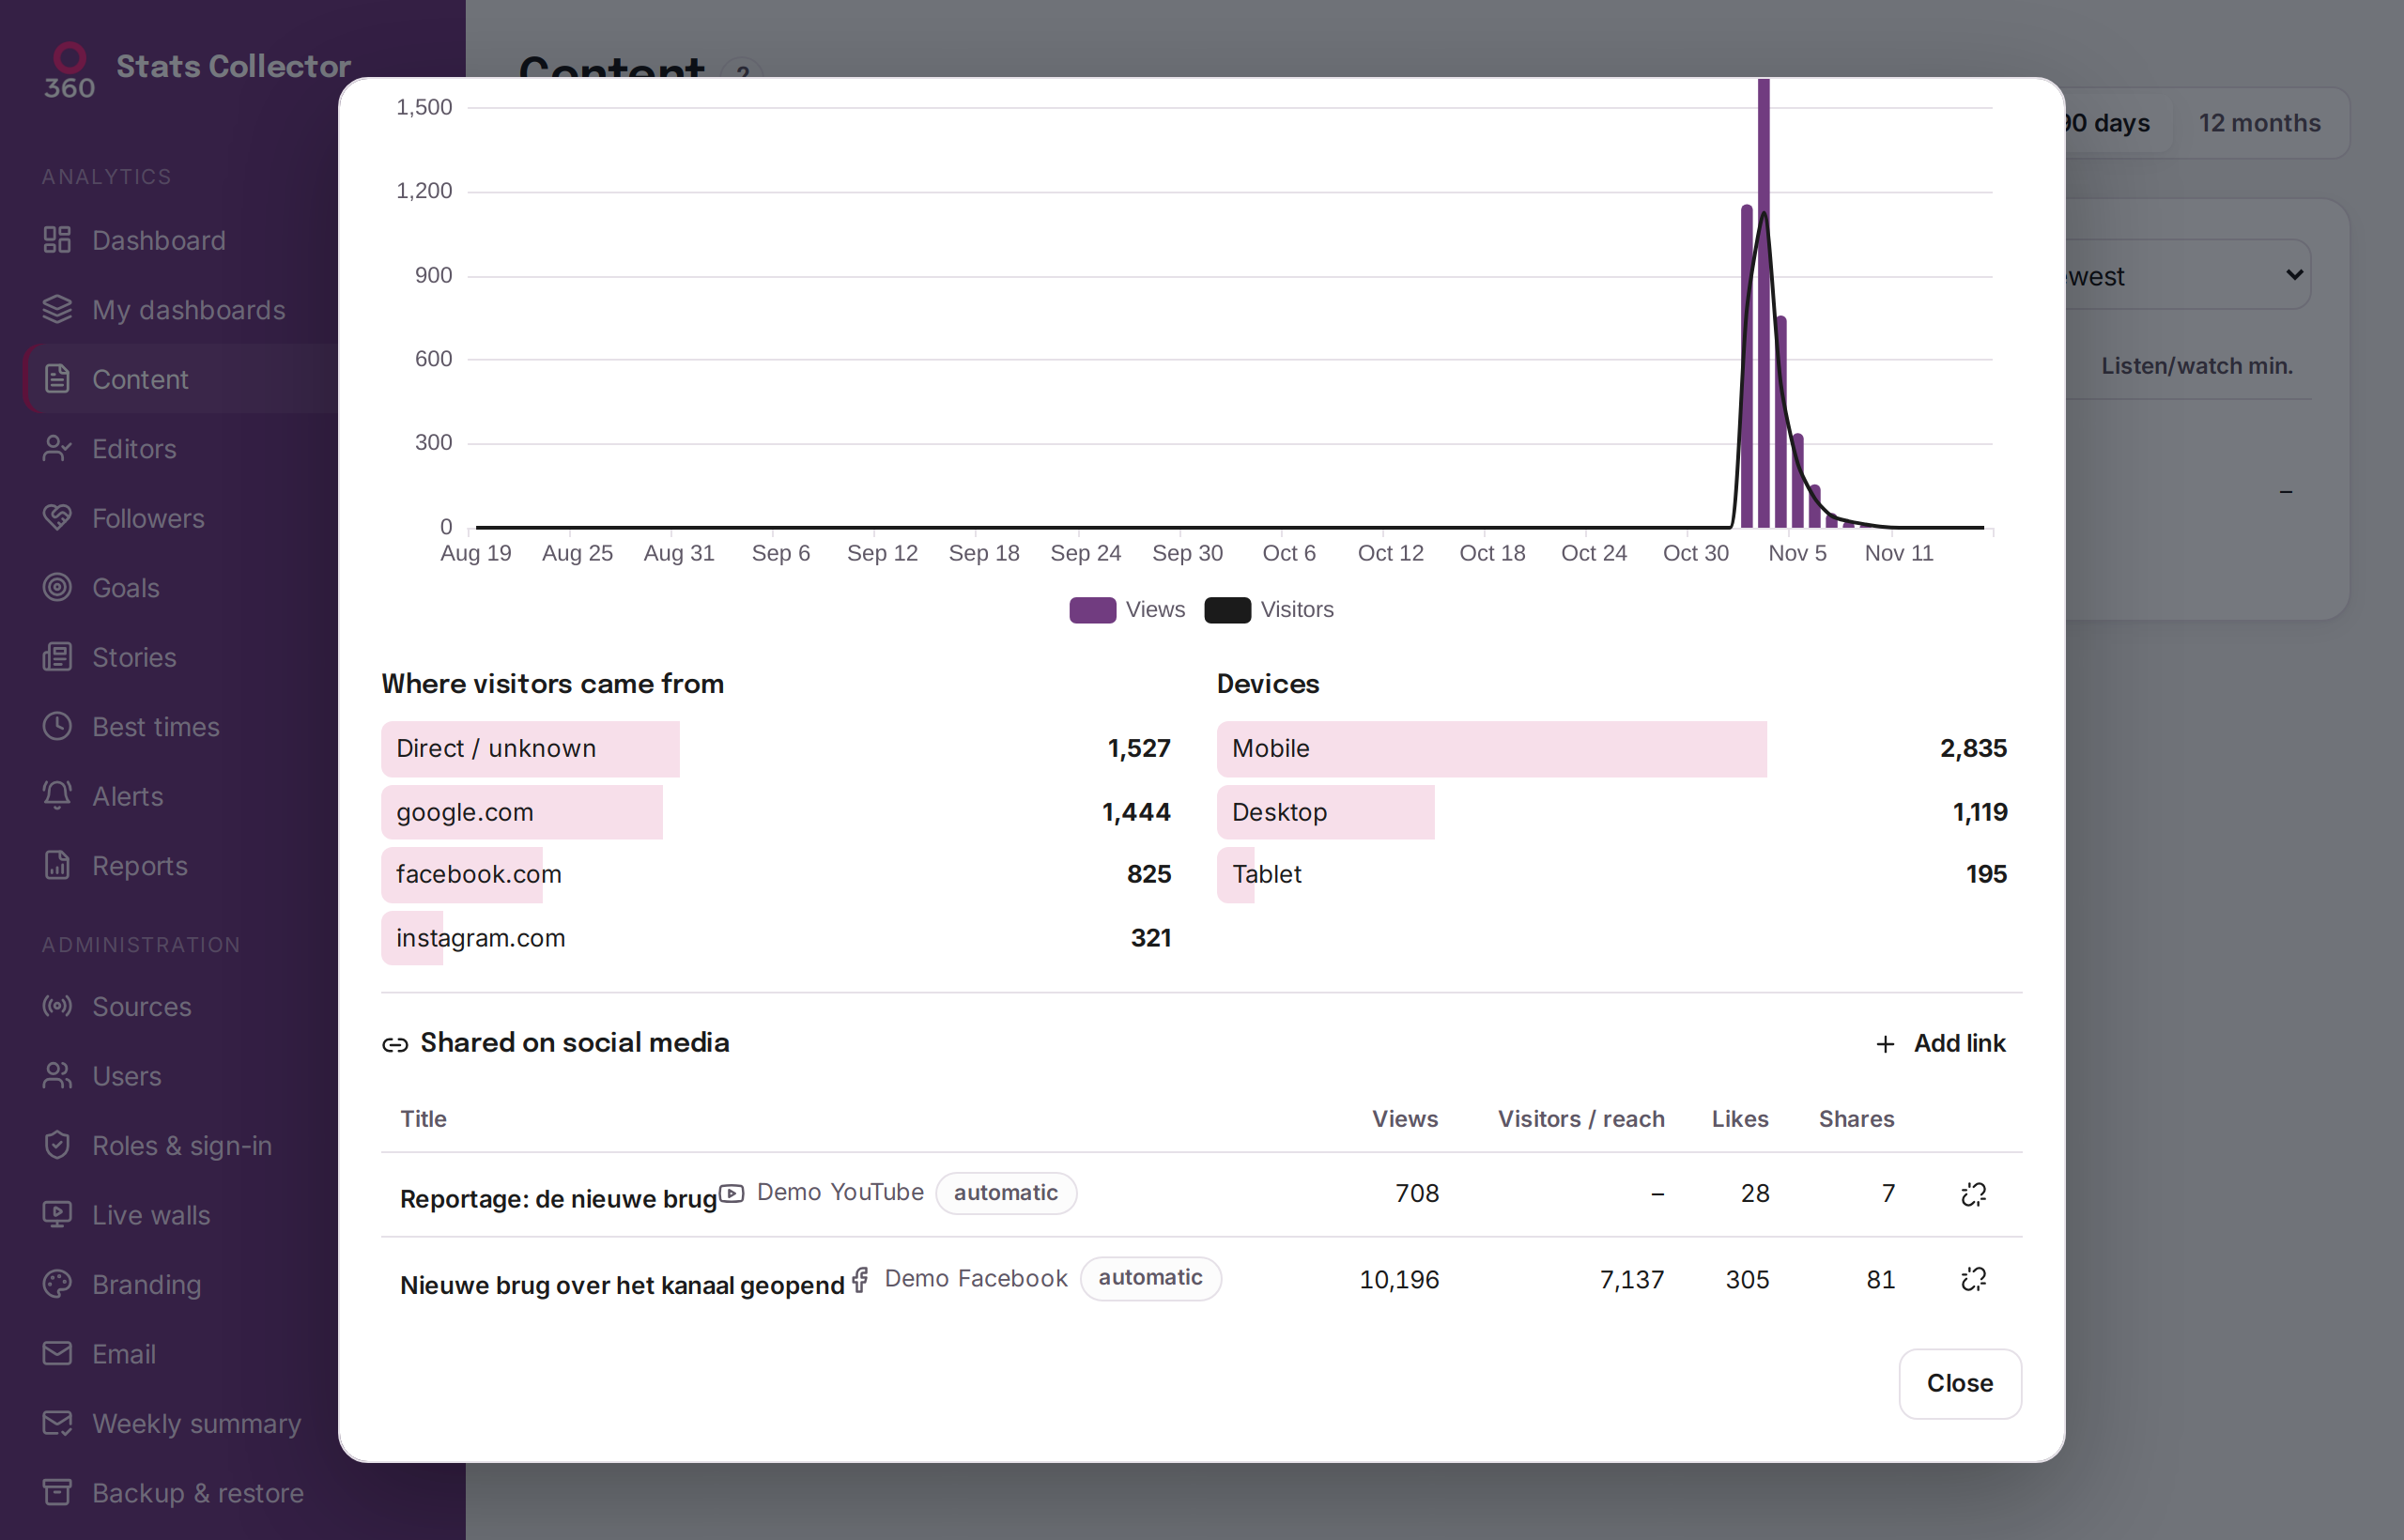 360
Stats Collector
Content 2
ANALYTICS
Dashboard
My dashboards
Content
Editors
Followers
Goals
Stories
Best times
Alerts
Reports
ADMINISTRATION
Sources
Users
Roles & sign-in
Live walls
Branding
Email
Weekly summary
Backup & restore
90 days
12 months
Listen/watch min.
–
1,500
1,200
900
600
300
0
Aug 19 Aug 25 Aug 31 Sep 6 Sep 12 Sep 18 Sep 24 Sep 30 Oct 6 Oct 12 Oct 18 Oct 24 Oct 30 Nov 5 Nov 11
Views Visitors
Where visitors came from
Direct / unknown 1,527
google.com 1,444
facebook.com 825
instagram.com 321
Devices
Mobile 2,835
Desktop 1,119
Tablet 195
Shared on social media
+ Add link
Title Views Visitors / reach Likes Shares
Reportage: de nieuwe brug Demo YouTube automatic 708 – 28 7
Nieuwe brug over het kanaal geopend Demo Facebook automatic 10,196 7,137 305 81
Close